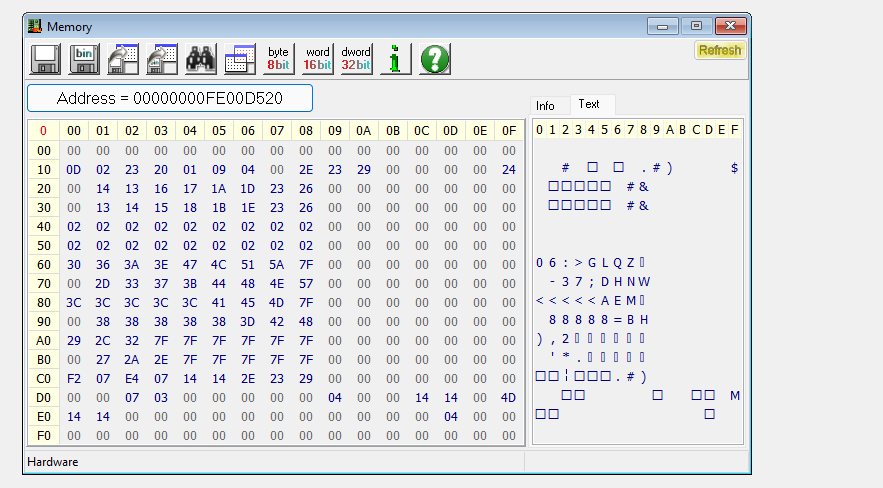 Memory
bin
byte 8bit
word 16bit
dword 32bit
Refresh
Address = 00000000FE00D520
Info Text
0 00 01 02 03 04 05 06 07 08 09 0A 0B 0C 0D 0E 0F
0 1 2 3 4 5 6 7 8 9 A B C D E F
00 00 00 00 00 00 00 00 00 00 00 00 00 00 00 00 00
10 0D 02 23 20 01 09 04 00 2E 23 29 00 00 00 00 24
# □ □ . # ) $
20 00 14 13 16 17 1A 1D 23 26 00 00 00 00 00 00 00
□□□□□ # &
30 00 13 14 15 18 1B 1E 23 26 00 00 00 00 00 00 00
□□□□□ # &
40 02 02 02 02 02 02 02 02 02 00 00 00 00 00 00 00
50 02 02 02 02 02 02 02 02 02 00 00 00 00 00 00 00
60 30 36 3A 3E 47 4C 51 5A 7F 00 00 00 00 00 00 00
0 6 : > G L Q Z ▯
70 00 2D 33 37 3B 44 48 4E 57 00 00 00 00 00 00 00
- 3 7 ; D H N W
80 3C 3C 3C 3C 3C 41 45 4D 7F 00 00 00 00 00 00 00
< < < < < A E M ▯
90 00 38 38 38 38 38 3D 42 48 00 00 00 00 00 00 00
8 8 8 8 8 = B H
A0 29 2C 32 7F 7F 7F 7F 7F 7F 00 00 00 00 00 00 00
) , 2 ▯ ▯ ▯ ▯ ▯ ▯
B0 00 27 2A 2E 7F 7F 7F 7F 7F 00 00 00 00 00 00 00
' * . ▯ ▯ ▯ ▯ ▯
C0 F2 07 E4 07 14 14 2E 23 29 00 00 00 00 00 00 00
□□¦□□□ . # )
D0 00 00 07 03 00 00 00 00 00 04 00 00 14 14 00 4D
□□ □ □□ M
E0 14 14 00 00 00 00 00 00 00 00 00 00 00 04 00 00
□□ □
F0 00 00 00 00 00 00 00 00 00 00 00 00 00 00 00 00
Hardware